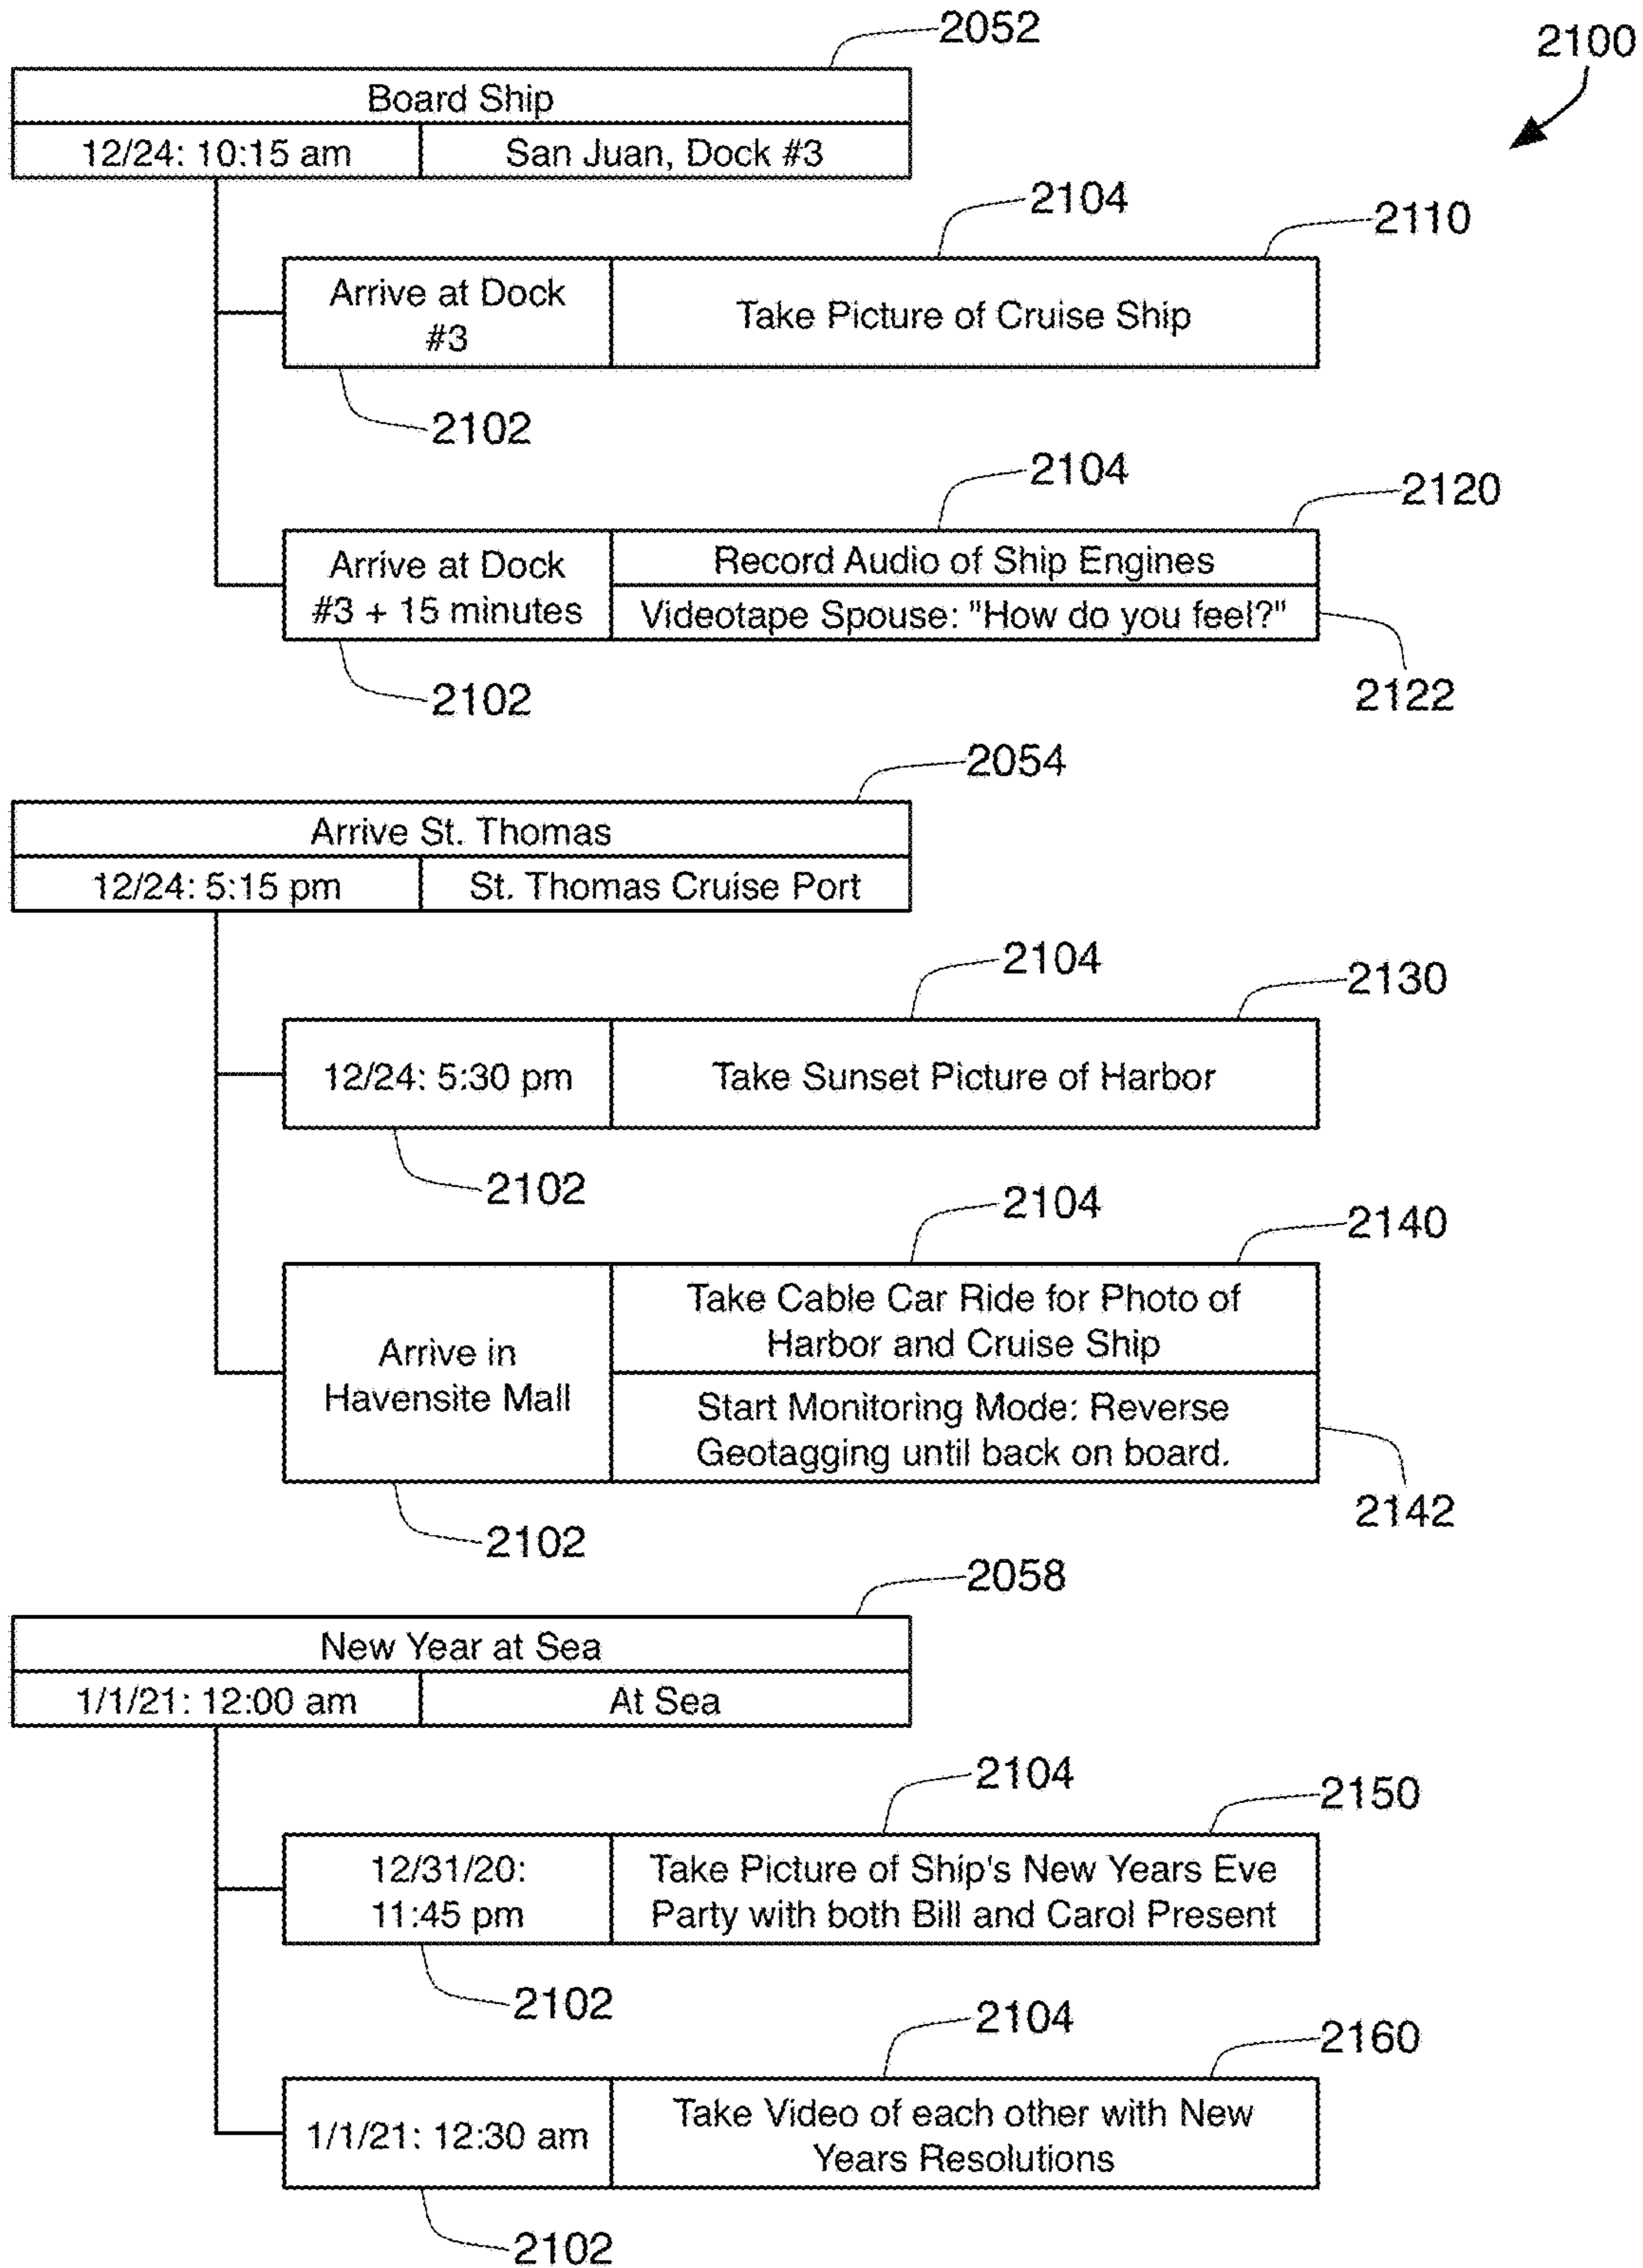 2052
2100
Board Ship
12/24: 10:15 am
San Juan, Dock #3
2104
2110
Arrive at Dock
#3
Take Picture of Cruise Ship
2102
2104
2120
Arrive at Dock
#3 + 15 minutes
Record Audio of Ship Engines
Videotape Spouse: "How do you feel?"
2102
2122
2054
Arrive St. Thomas
12/24: 5:15 pm
St. Thomas Cruise Port
2104
2130
12/24: 5:30 pm
Take Sunset Picture of Harbor
2102
2104
2140
Arrive in
Havensite Mall
Take Cable Car Ride for Photo of
Harbor and Cruise Ship
Start Monitoring Mode: Reverse
Geotagging until back on board.
2142
2102
2058
New Year at Sea
1/1/21: 12:00 am
At Sea
2104
2150
12/31/20:
11:45 pm
Take Picture of Ship's New Years Eve
Party with both Bill and Carol Present
2102
2104
2160
1/1/21: 12:30 am
Take Video of each other with New
Years Resolutions
2102